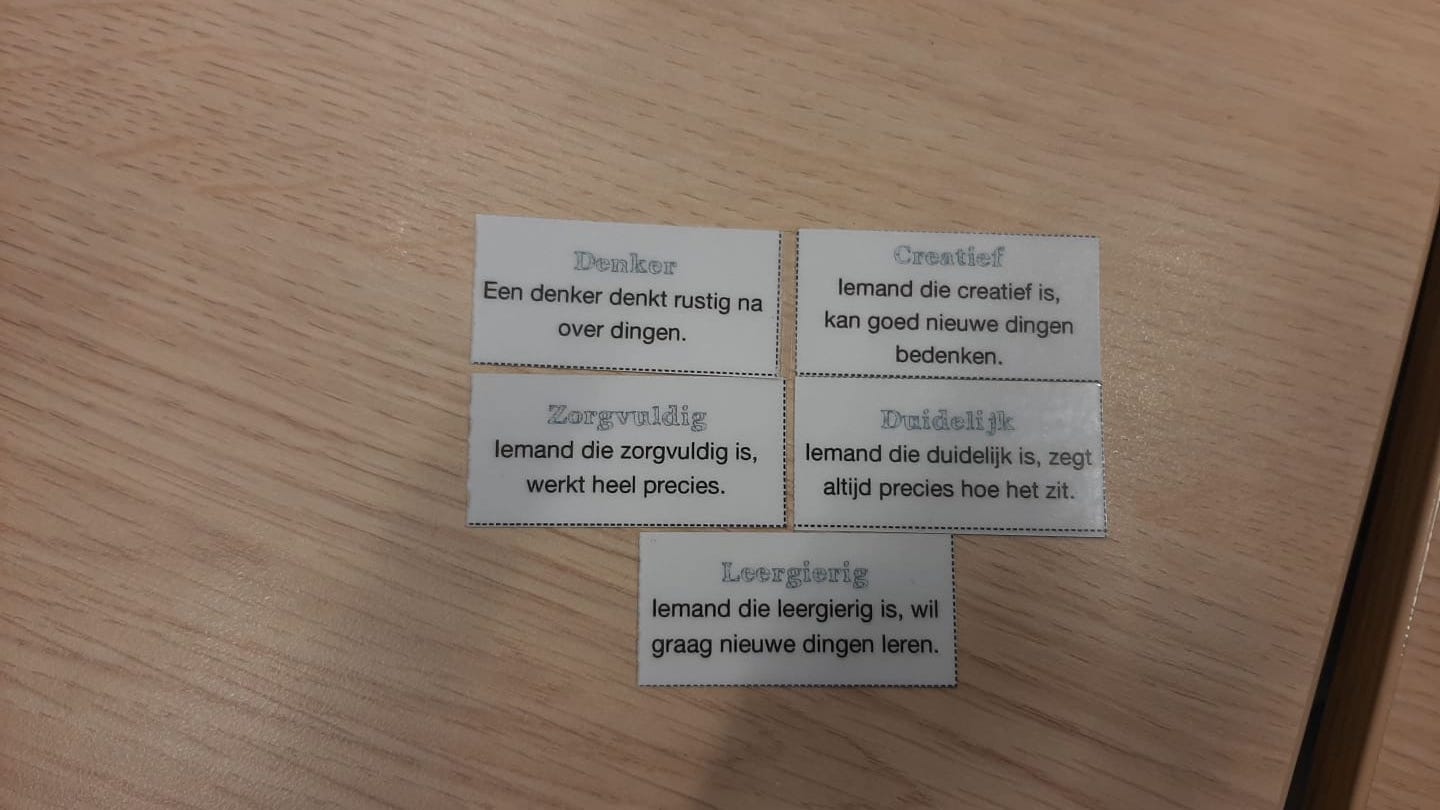 Denker
Een denker denkt rustig na
over dingen.
Creatief
Iemand die creatief is,
kan goed nieuwe dingen
bedenken.
Zorgvuldig
Iemand die zorgvuldig is,
werkt heel precies.
Duidelijk
Iemand die duidelijk is, zegt
altijd precies hoe het zit.
Leergierig
Iemand die leergierig is, wil
graag nieuwe dingen leren.